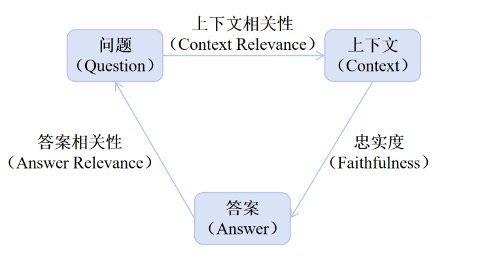 上下文相关性
（Context Relevance）
问题
（Question）
上下文
（Context）
答案相关性
（Answer Relevance）
忠实度
（Faithfulness）
答案
（Answer）